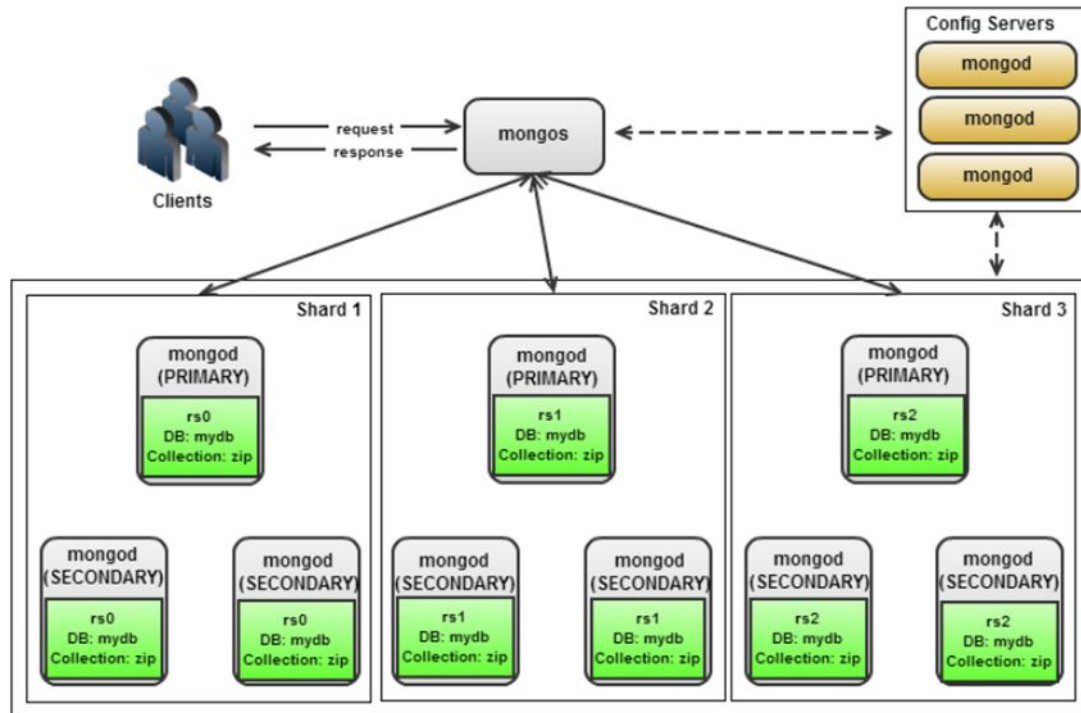 Config Servers
mongod
mongod
mongod
request
response
mongos
Clients
Shard 1
mongod
(PRIMARY)
rs0
DB: mydb
Collection: zip
mongod
(SECONDARY)
rs0
DB: mydb
Collection: zip
mongod
(SECONDARY)
rs0
DB: mydb
Collection: zip
Shard 2
mongod
(PRIMARY)
rs1
DB: mydb
Collection: zip
mongod
(SECONDARY)
rs1
DB: mydb
Collection: zip
mongod
(SECONDARY)
rs1
DB: mydb
Collection: zip
Shard 3
mongod
(PRIMARY)
rs2
DB: mydb
Collection: zip
mongod
(SECONDARY)
rs2
DB: mydb
Collection: zip
mongod
(SECONDARY)
rs2
DB: mydb
Collection: zip